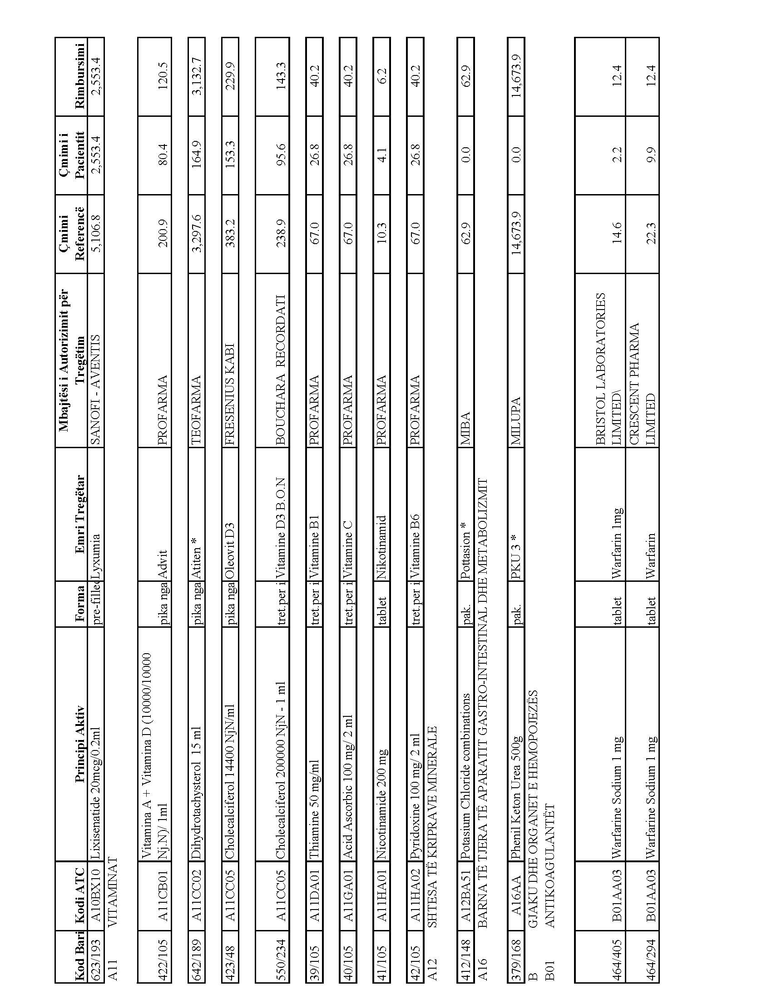 Kod Bari Kodi ATC Principi Aktiv Forma Emri Tregëtar Mbajtësi i Autorizimit për Tregëtim Çmimi Referencë Çmimi i Pacientit Rimbursimi
623/193 A10BX10 Lixisenatide 20mcg/0.2ml pre-filled Lyxumia SANOFI - AVENTIS 5,106.8 2,553.4 2,553.4
A11 VITAMINAT
422/105 A11CB01 Vitamina A + Vitamina D (10000/10000 Nj.N)/ 1ml pika nga Advit PROFARMA 200.9 80.4 120.5
642/189 A11CC02 Dihydrotachysterol 15 ml pika nga Atiten * TEOFARMA 3,297.6 164.9 3,132.7
423/48 A11CC05 Cholecalciferol 14400 NjN/ml pika nga Oleovit D3 FRESENIUS KABI 383.2 153.3 229.9
550/234 A11CC05 Cholecalciferol 200000 NjN - 1 ml tret.per i Vitamine D3 B.O.N BOUCHARA RECORDATI 238.9 95.6 143.3
39/105 A11DA01 Thiamine 50 mg/ml tret.per i Vitamine B1 PROFARMA 67.0 26.8 40.2
40/105 A11GA01 Acid Ascorbic 100 mg/ 2 ml tret.per i Vitamine C PROFARMA 67.0 26.8 40.2
41/105 A11HA01 Nicotinamide 200 mg tablet Nikotinamid PROFARMA 10.3 4.1 6.2
42/105 A11HA02 Pyridoxine 100 mg/ 2 ml tret.per i Vitamine B6 PROFARMA 67.0 26.8 40.2
A12 SHTESA TË KRIPRAVE MINERALE
412/148 A12BA51 Potasium Chloride combinations pak. Pottasion * MIBA 62.9 0.0 62.9
A16 BARNA TË TJERA TË APARATIT GASTRO-INTESTINAL DHE METABOLIZMIT
379/168 A16AA Phenil Keton Urea 500g pak. PKU 3 * MILUPA 14,673.9 0.0 14,673.9
B GJAKU DHE ORGANET E HEMOPOJEZËS
B01 ANTIKOAGULANTËT
464/405 B01AA03 Warfarine Sodium 1 mg tablet Warfarin 1mg BRISTOL LABORATORIES LIMITED\ 14.6 2.2 12.4
464/294 B01AA03 Warfarine Sodium 1 mg tablet Warfarin CRESCENT PHARMA LIMITED 22.3 9.9 12.4